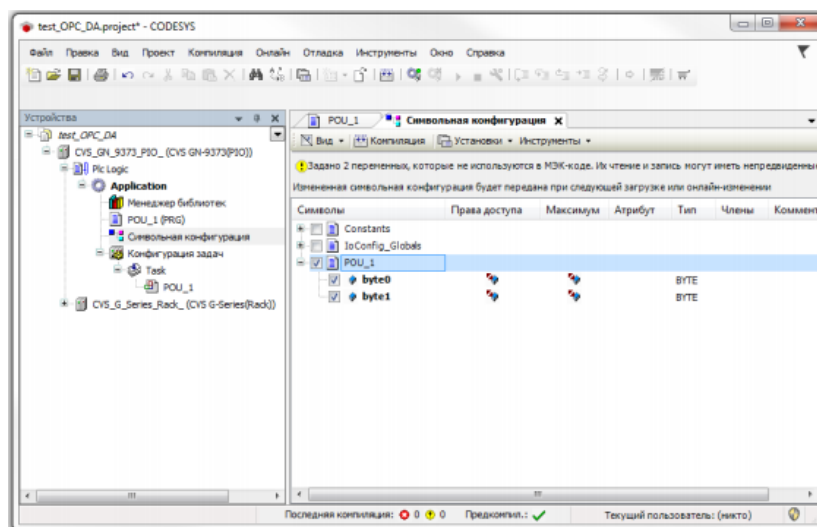 test_OPC_DA.project* - CODESYS
Файл Правка Вид Проект Компиляция Онлайн Отладка Инструменты Окно Справка
Устройства
test_OPC_DA
CVS_GN_9373_PIO_ (CVS GN-9373(PIO))
Plc Logic
Application
Менеджер библиотек
POU_1 (PRG)
Символьная конфигурация
Конфигурация задач
Task
POU_1
CVS_G_Series_Rack_ (CVS G-Series(Rack))
POU_1 Символьная конфигурация
Вид Компиляция Установки Инструменты
Задано 2 переменных, которые не используются в МЭК-коде. Их чтение и запись могут иметь непредвиденные
Измененная символьная конфигурация будет передана при следующей загрузке или онлайн-изменении
Символы Права доступа Максимум Атрибут Тип Члены Коммент
Constants
IoConfig_Globals
POU_1
byte0 BYTE
byte1 BYTE
Последняя компиляция: 0 0 Предкомпил.: Текущий пользователь: (никто)